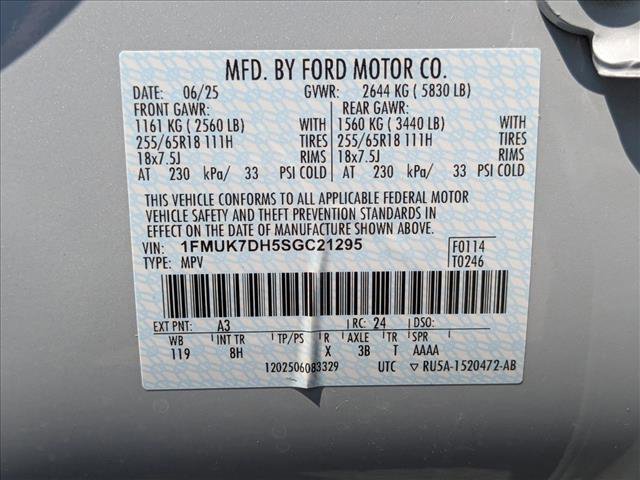 MFD. BY FORD MOTOR CO.
DATE: 06/25 GVWR: 2644 KG ( 5830 LB)
FRONT GAWR: REAR GAWR:
1161 KG ( 2560 LB) WITH 1560 KG ( 3440 LB) WITH
255/65R18 111H TIRES 255/65R18 111H TIRES
18x7.5J RIMS 18x7.5J RIMS
AT 230 kPa/ 33 PSI COLD AT 230 kPa/ 33 PSI COLD
THIS VEHICLE CONFORMS TO ALL APPLICABLE FEDERAL MOTOR
VEHICLE SAFETY AND THEFT PREVENTION STANDARDS IN
EFFECT ON THE DATE OF MANUFACTURE SHOWN ABOVE.
VIN: 1FMUK7DH5SGC21295 F0114
TYPE: MPV T0246
EXT PNT: A3 RC: 24 DSO:
WB INT TR TP/PS R AXLE TR SPR
119 8H X 3B T AAAA
1202506083329 UTC ▽ RU5A-1520472-AB